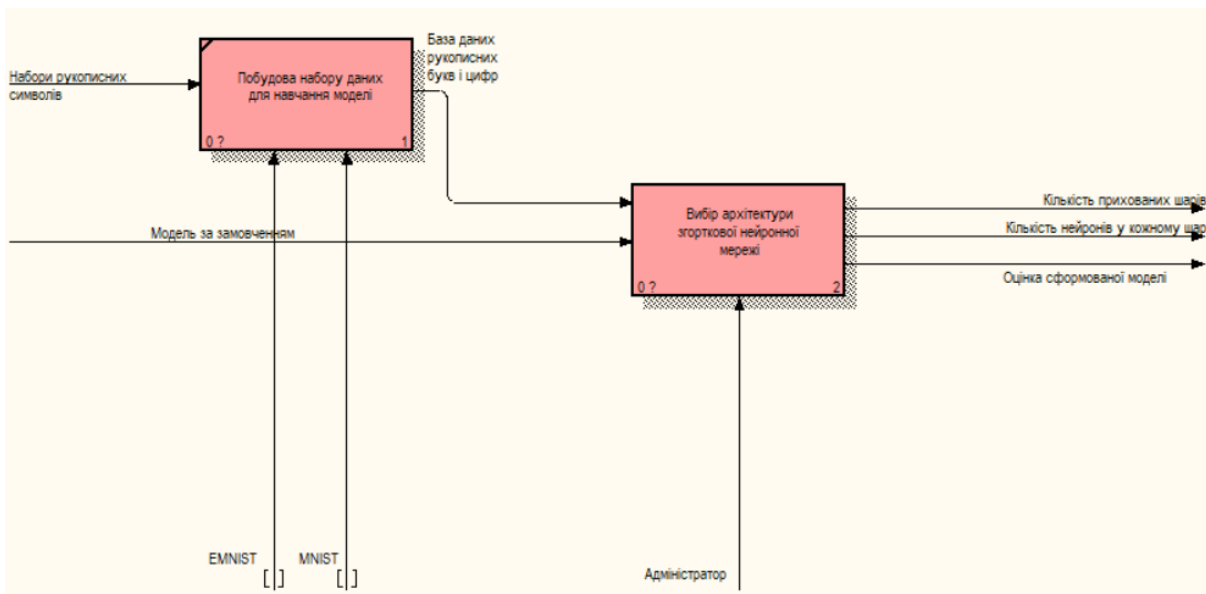 База даних
рукописних
букв і цифр
Набори рукописних
символів
Побудова набору даних
для навчання моделі
0 ?
1
Модель за замовченням
Вибір архітектури
згорткової нейронної
мережі
0 ?
2
Кількість прихованих шарів
Кількість нейронів у кожному шар
Оцінка сформованої моделі
EMNIST
MNIST
Адміністратор